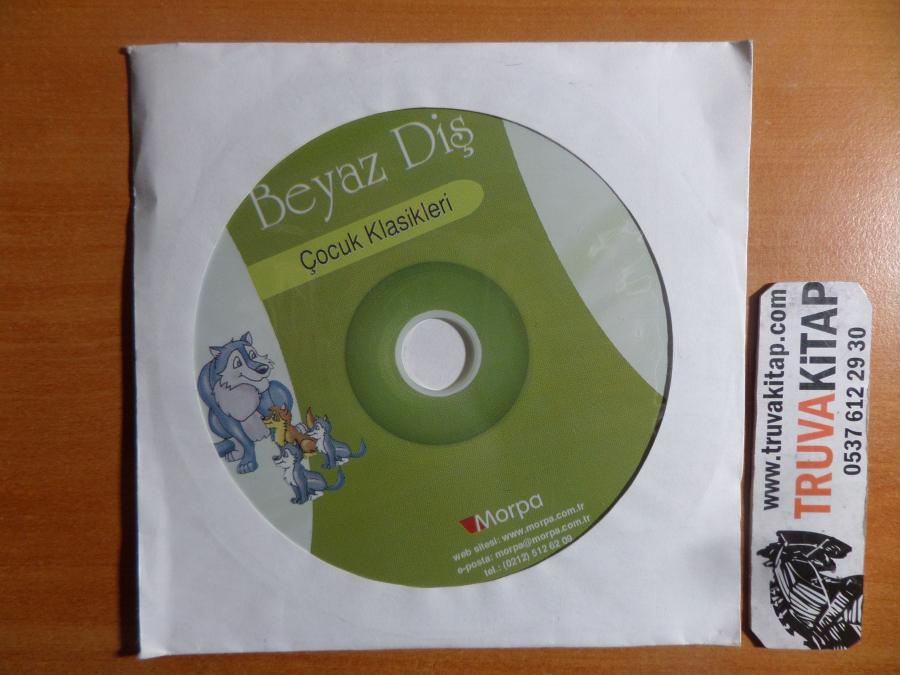 Beyaz Diş
Çocuk Klasikleri
Morpa
web sitesi: www.morpa.com.tr
e-posta: morpa@morpa.com.tr
tel.: (0212) 512 62 09
www.truvakitap.com
TRUVAKİTAP
0537 612 29 30